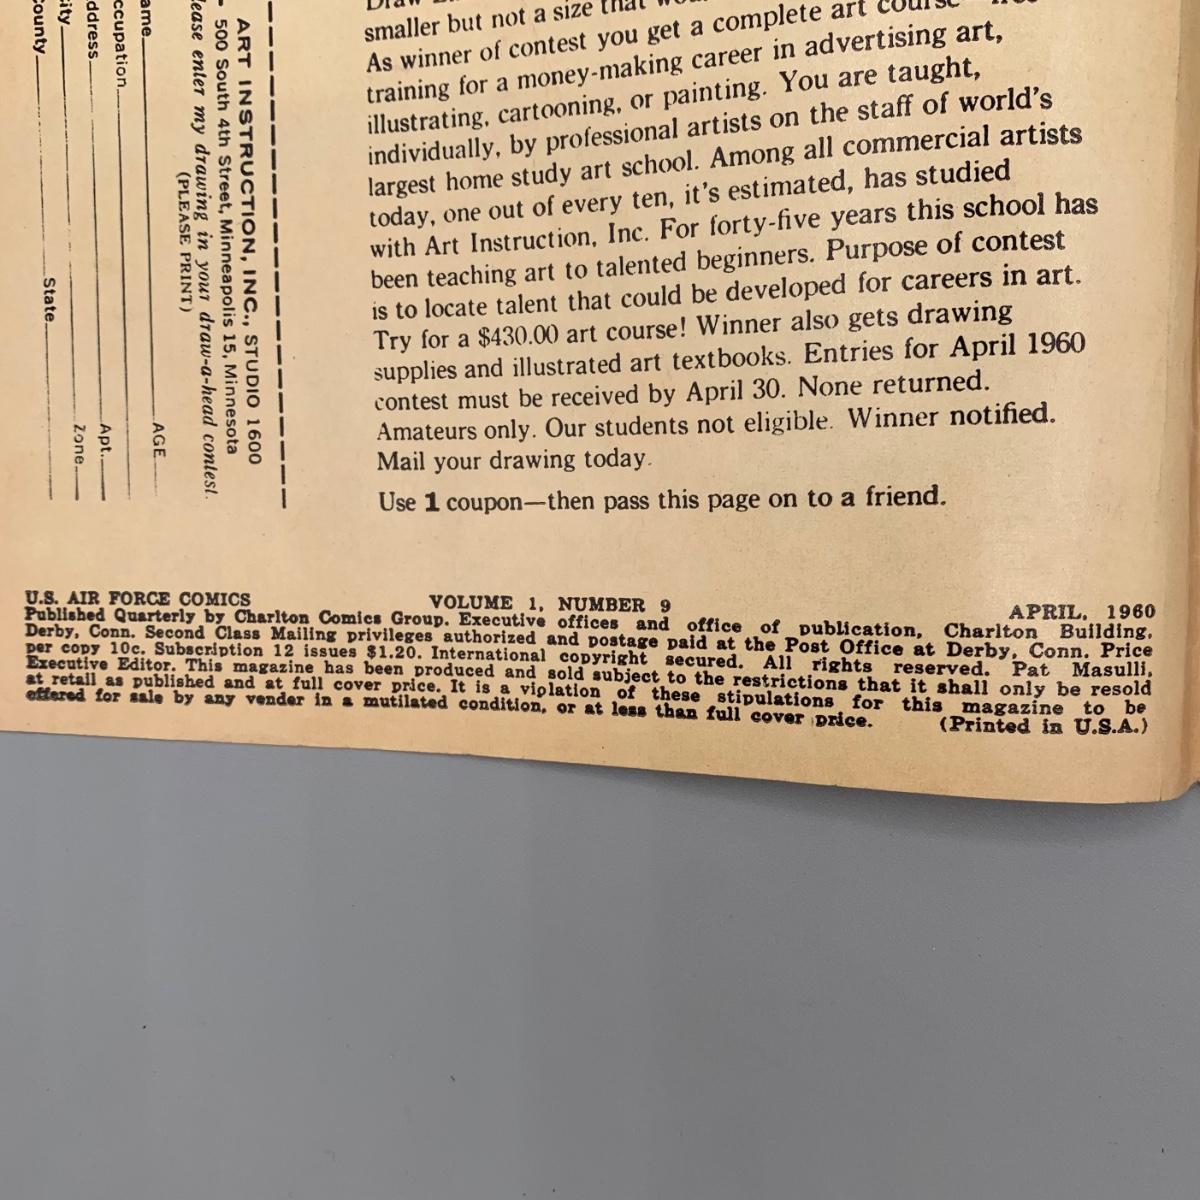 smaller but not a size that
As winner of contest you get a complete art course
training for a money-making career in advertising art,
illustrating, cartooning, or painting. You are taught,
individually, by professional artists on the staff of world's
largest home study art school. Among all commercial artists
today, one out of every ten, it's estimated, has studied
with Art Instruction, Inc. For forty-five years this school has
been teaching art to talented beginners. Purpose of contest
is to locate talent that could be developed for careers in art.
Try for a $430.00 art course! Winner also gets drawing
supplies and illustrated art textbooks. Entries for April 1960
contest must be received by April 30. None returned.
Amateurs only. Our students not eligible. Winner notified.
Mail your drawing today.
Use 1 coupon—then pass this page on to a friend.
ART INSTRUCTION, INC., STUDIO 1600
500 South 4th Street, Minneapolis 15, Minnesota
enter my drawing in your draw-a-head contest.
(PLEASE PRINT)
AGE
Apt.
Zone
State
U.S. AIR FORCE COMICS VOLUME 1, NUMBER 9 APRIL, 1960
Published Quarterly by Charlton Comics Group. Executive offices and office of publication, Charlton Building,
Derby, Conn. Second Class Mailing privileges authorized and postage paid at the Post Office at Derby, Conn. Price
per copy 10c. Subscription 12 issues $1.20. International copyright secured. All rights reserved. Pat Masulli,
Executive Editor. This magazine has been produced and sold subject to the restrictions that it shall only be resold
at retail as published and at full cover price. It is a violation of these stipulations for this magazine to be
offered for sale by any vender in a mutilated condition, or at less than full cover price. (Printed in U.S.A.)